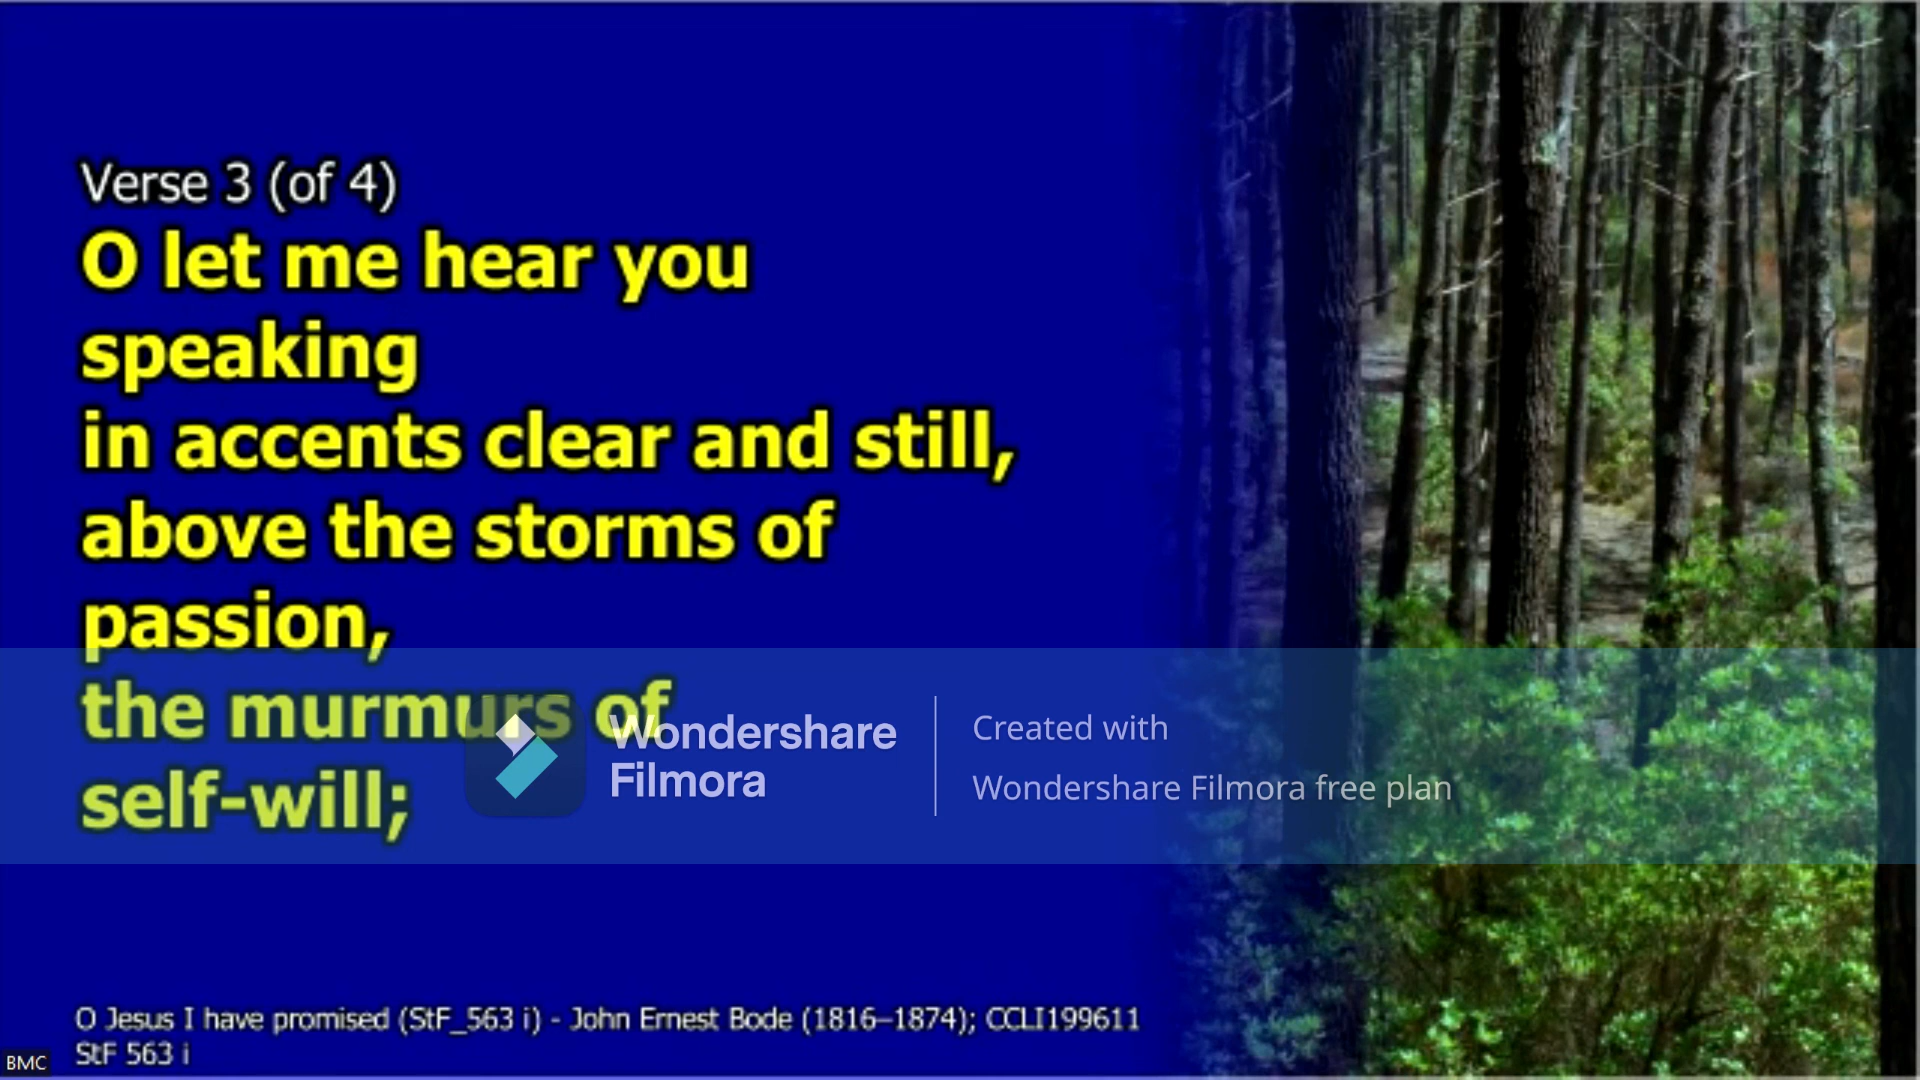 Verse 3 (of 4)
O let me hear you
speaking
in accents clear and still,
above the storms of
passion,
the murmurs of
self-will;
Wondershare
Filmora
Created with
Wondershare Filmora free plan
O Jesus I have promised (StF_563 i) - John Ernest Bode (1816–1874); CCLI199611
StF 563 i
BMC